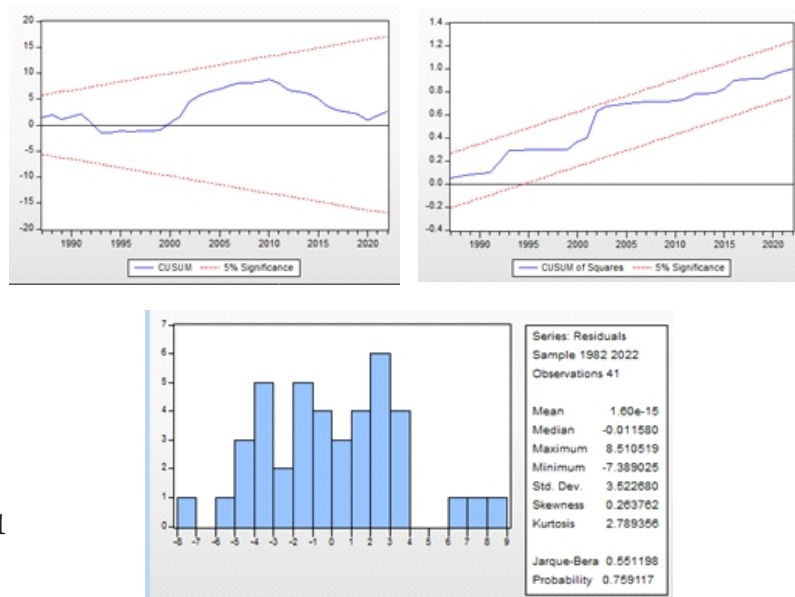 20
15
10
5
0
-5
-10
-15
-20
1990 1995 2000 2005 2010 2015 2020
CUSUM 5% Significance
1.4
1.2
1.0
0.8
0.6
0.4
0.2
0.0
-0.2
-0.4
1990 1995 2000 2005 2010 2015 2020
CUSUM of Squares 5% Significance
7
6
5
4
3
2
1
0
-8 -7 -6 -5 -4 -3 -2 -1 0 1 2 3 4 5 6 7 8 9
Series: Residuals
Sample 1982 2022
Observations 41
Mean 1.60e-15
Median -0.011580
Maximum 8.510519
Minimum -7.389025
Std. Dev. 3.522680
Skewness 0.263762
Kurtosis 2.789356
Jarque-Bera 0.551198
Probability 0.759117
1